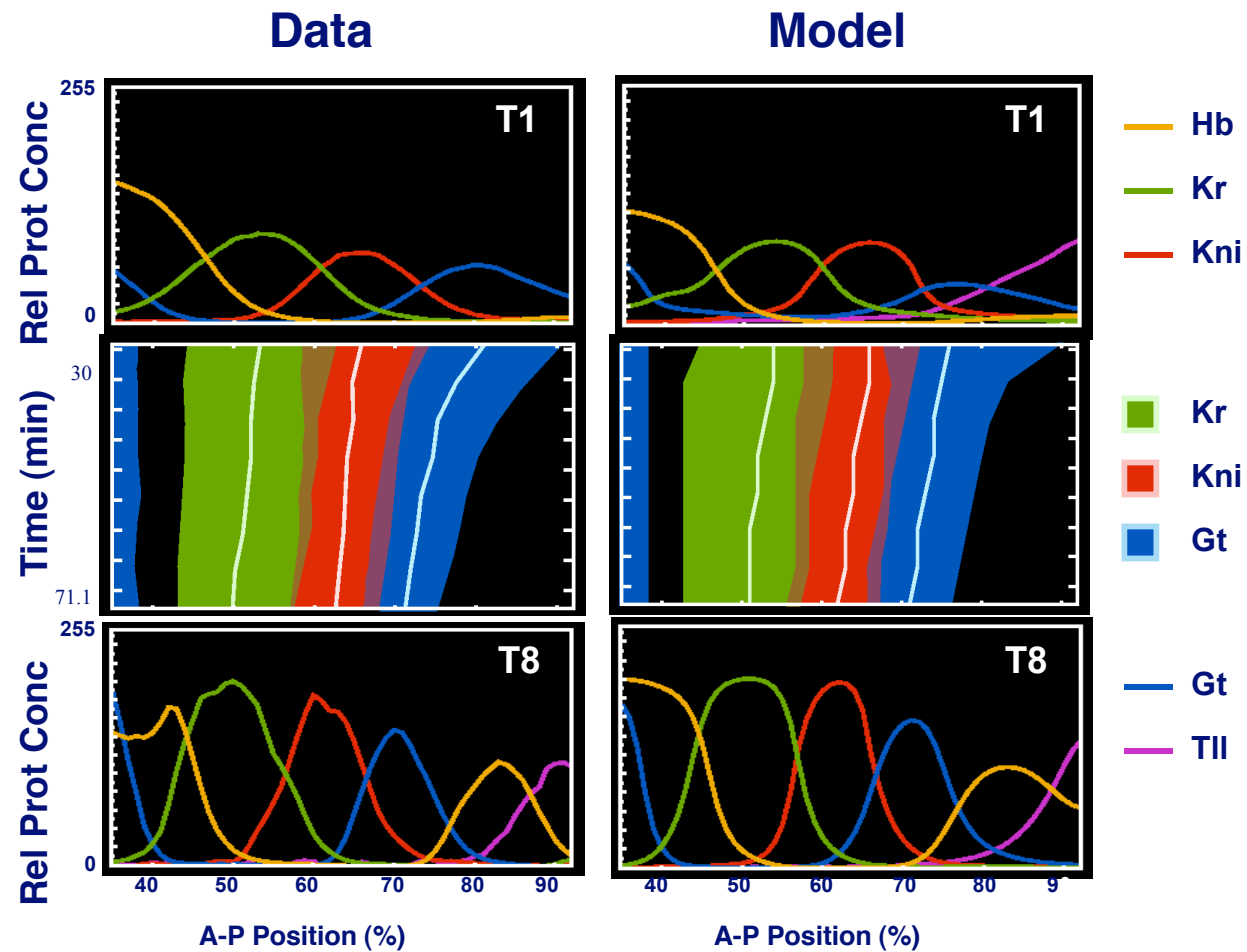 Data
Model
Rel Prot Conc
255
0
T1
T1
Hb
Kr
Kni
Time (min)
30
71.1
Kr
Kni
Gt
Rel Prot Conc
255
0
T8
T8
Gt
Tll
40 50 60 70 80 90
40 50 60 70 80 9
A-P Position (%)
A-P Position (%)